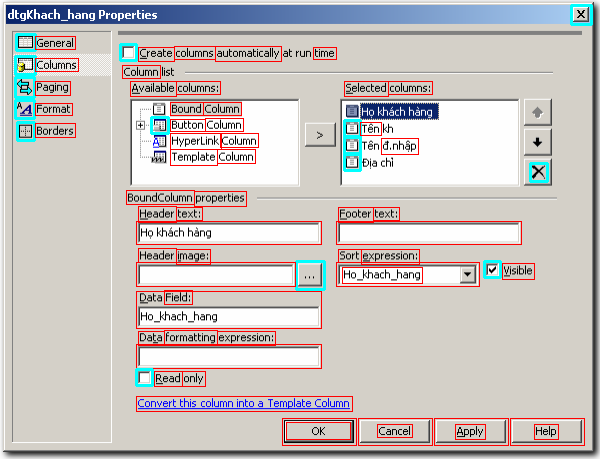 dtgKhach_hang Properties
General
Columns
Paging
Format
Borders
Create columns automatically at run time
Column list
Available columns:
Bound Column
Button Column
HyperLink Column
Template Column
>
Selected columns:
Họ khách hàng
Tên kh
Tên đ.nhập
Địa chỉ
BoundColumn properties
Header text:
Họ khách hàng
Footer text:
Header image:
...
Sort expression:
Ho_khach_hang
Visible
Data Field:
Ho_khach_hang
Data formatting expression:
Read only
Convert this column into a Template Column
OK Cancel Apply Help